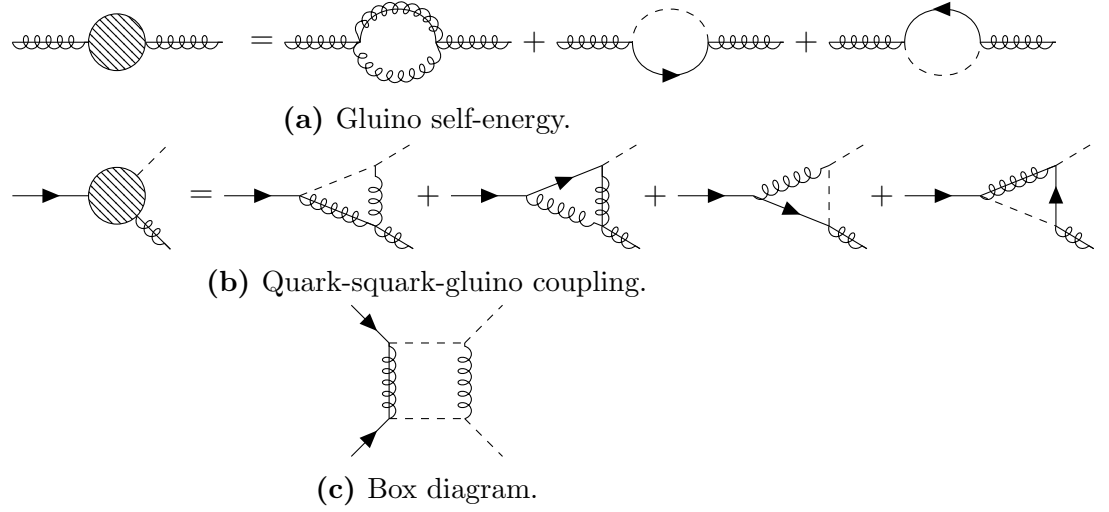 = + +
(a) Gluino self-energy.
= + + +
(b) Quark-squark-gluino coupling.
(c) Box diagram.